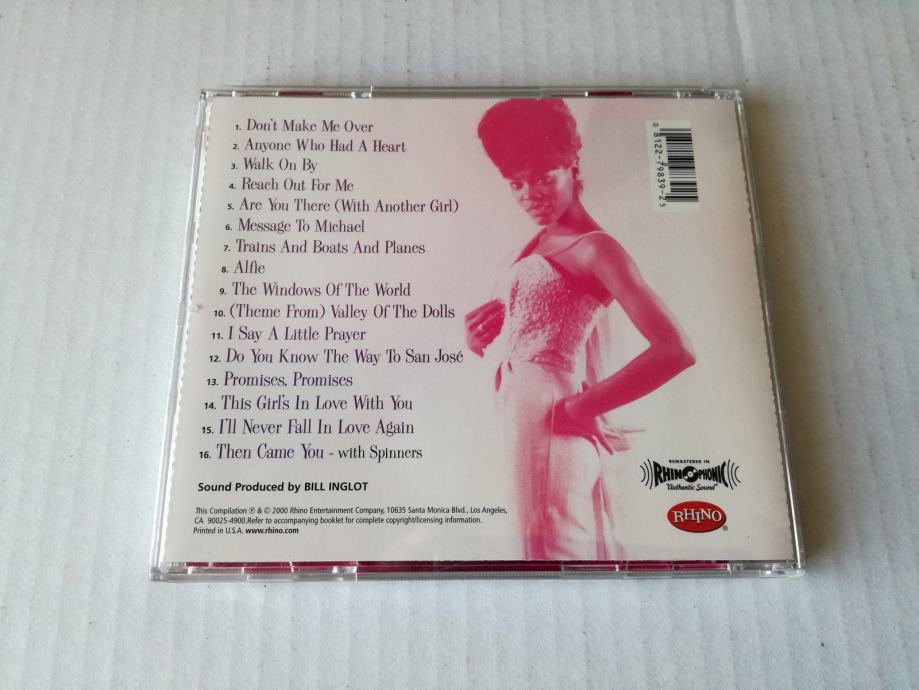 1. Don't Make Me Over
2. Anyone Who Had A Heart
3. Walk On By
4. Reach Out For Me
5. Are You There (With Another Girl)
6. Message To Michael
7. Trains And Boats And Planes
8. Alfie
9. The Windows Of The World
10. (Theme From) Valley Of The Dolls
11. I Say A Little Prayer
12. Do You Know The Way To San José
13. Promises, Promises
14. This Girl's In Love With You
15. I'll Never Fall In Love Again
16. Then Came You - with Spinners
Sound Produced by BILL INGLOT
This Compilation ℗ & © 2000 Rhino Entertainment Company, 10635 Santa Monica Blvd., Los Angeles,
CA 90025-4900.Refer to accompanying booklet for complete copyright/licensing information.
Printed in U.S.A. www.rhino.com
0 8122-79839-2 5
REMASTERED IN
RHINOPHONIC
"Authentic Sound"
RHINO®